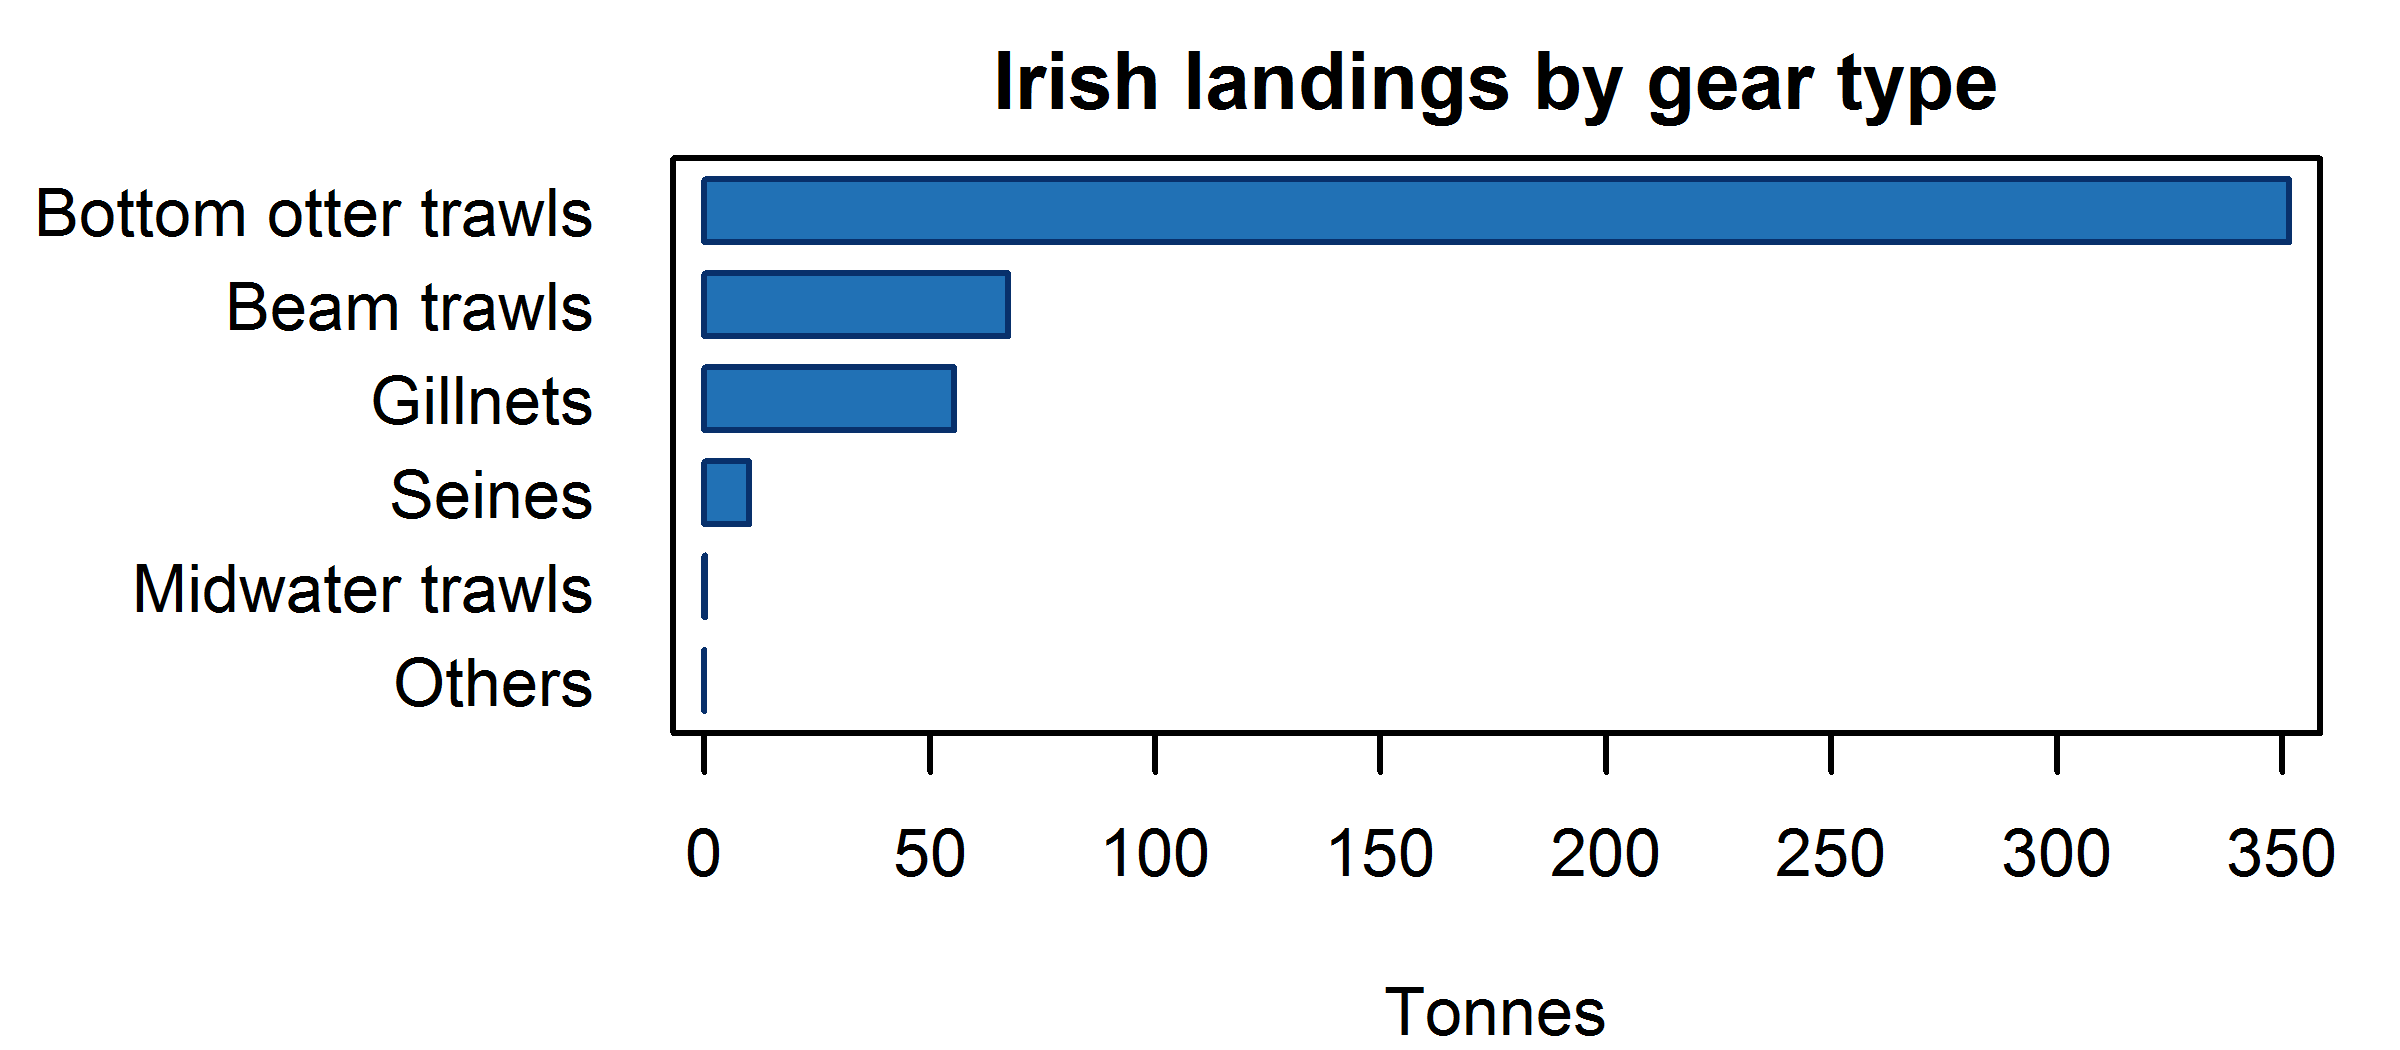 Irish landings by gear type
Bottom otter trawls
Beam trawls
Gillnets
Seines
Midwater trawls
Others
0 50 100 150 200 250 300 350
Tonnes